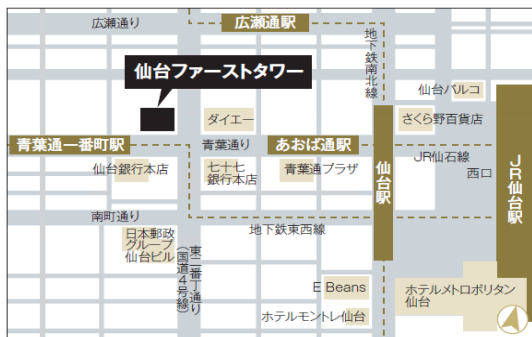 広瀬通り
広瀬通駅
地下鉄南北線
仙台ファーストタワー
仙台パルコ
ダイエー
さくら野百貨店
青葉通一番町駅
青葉通り
あおば通駅
仙台駅
JR仙石線
西口
JR仙台駅
仙台銀行本店
七十七
銀行本店
青葉通プラザ
南町通り
地下鉄東西線
日本郵政
グループ
仙台ビル
東二番丁通り
(国道4号線)
E Beans
ホテルメトロポリタン
仙台
ホテルモントレ仙台